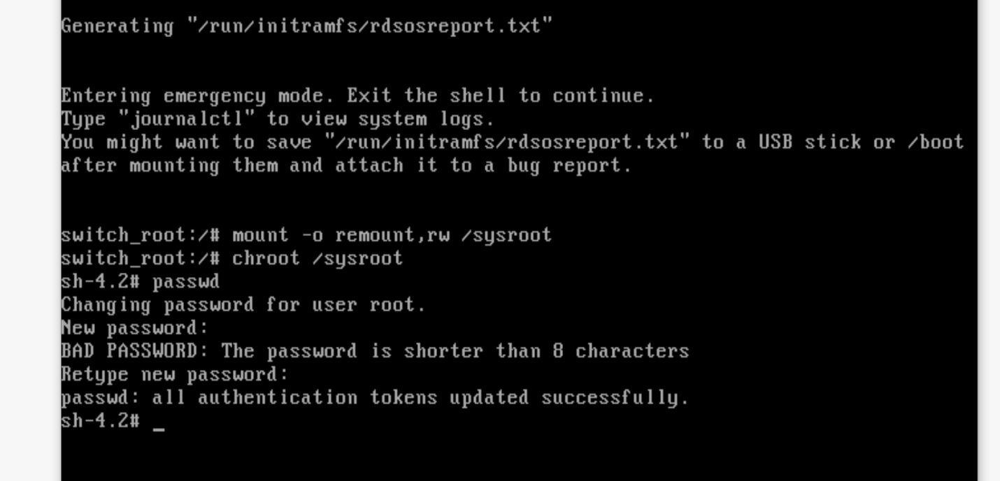 Generating "/run/initramfs/rdsosreport.txt"
Entering emergency mode. Exit the shell to continue.
Type "journalctl" to view system logs.
You might want to save "/run/initramfs/rdsosreport.txt" to a USB stick or /boot
after mounting them and attach it to a bug report.
switch_root:/# mount -o remount,rw /sysroot
switch_root:/# chroot /sysroot
sh-4.2# passwd
Changing password for user root.
New password:
BAD PASSWORD: The password is shorter than 8 characters
Retype new password:
passwd: all authentication tokens updated successfully.
sh-4.2# _